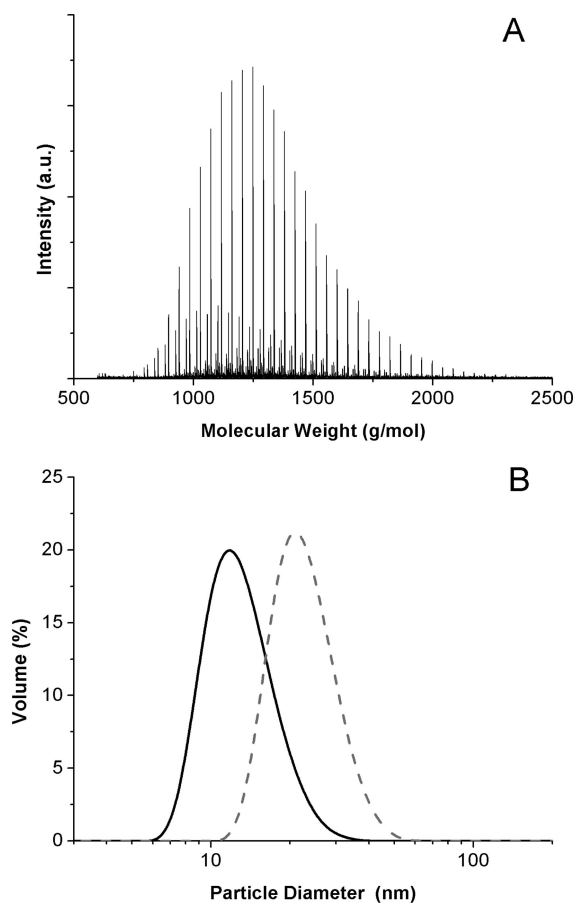 A
Intensity (a.u.)
500
1000
1500
2000
2500
Molecular Weight (g/mol)
B
25
20
15
10
5
0
Volume (%)
10
100
Particle Diameter (nm)